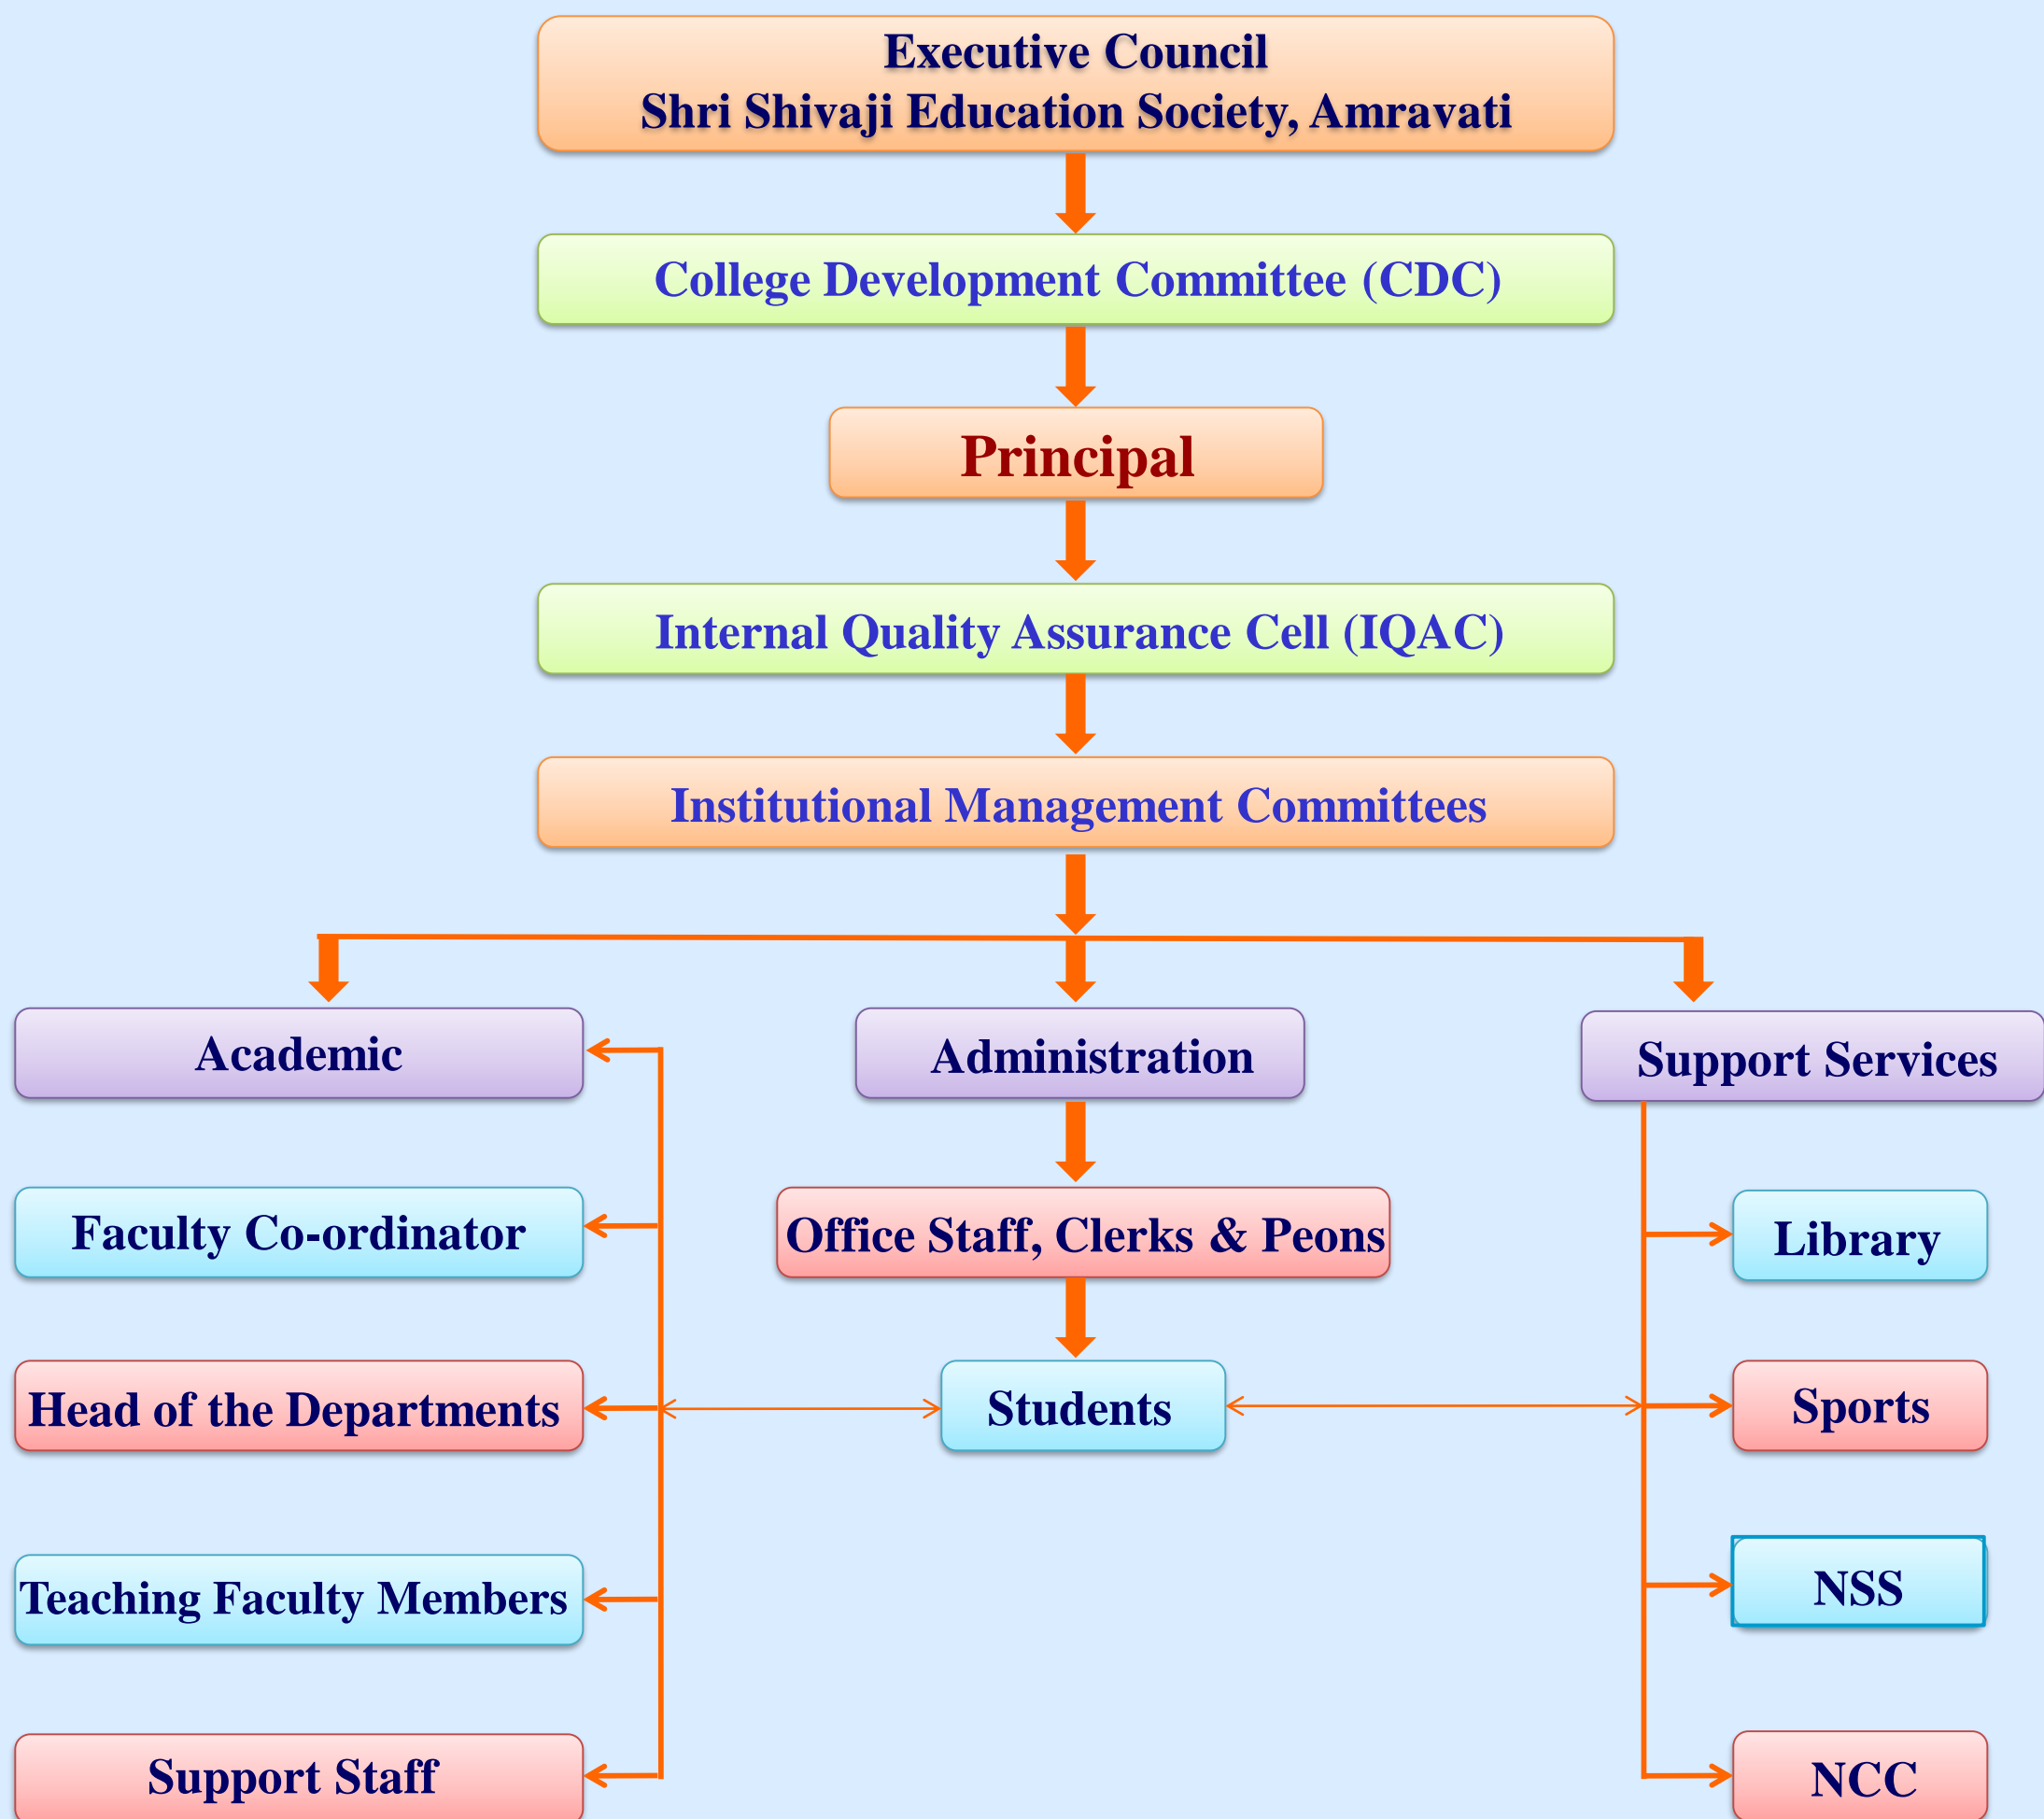 Executive Council
Shri Shivaji Education Society, Amravati
College Development Committee (CDC)
Principal
Internal Quality Assurance Cell (IQAC)
Institutional Management Committees
Academic
Administration
Support Services
Faculty Co-ordinator
Office Staff, Clerks & Peons
Library
Head of the Departments
Students
Sports
Teaching Faculty Members
NSS
Support Staff
NCC